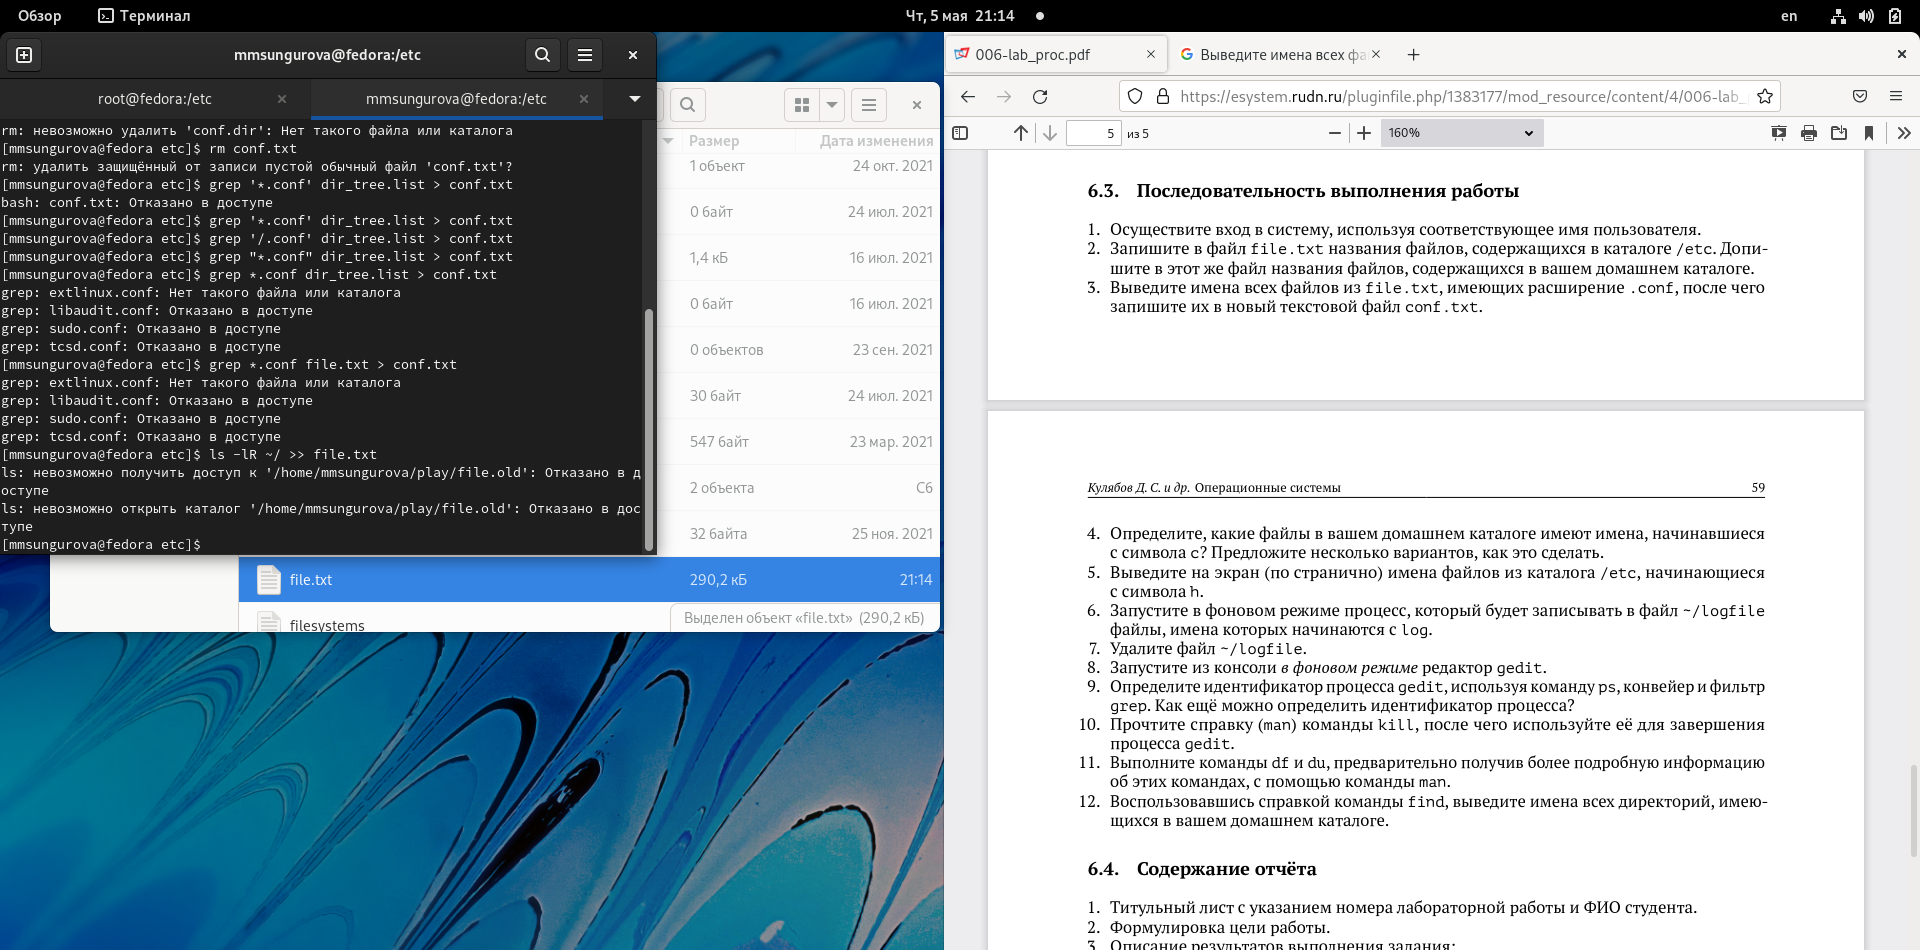 Обзор
Терминал
Чт, 5 мая 21:14
en
mmsungurova@fedora:/etc
root@fedora:/etc
mmsungurova@fedora:/etc
rm: невозможно удалить 'conf.dir': Нет такого файла или каталога
[mmsungurova@fedora etc]$ rm conf.txt
rm: удалить защищённый от записи пустой обычный файл 'conf.txt'?
[mmsungurova@fedora etc]$ grep '*.conf' dir_tree.list > conf.txt
bash: conf.txt: Отказано в доступе
[mmsungurova@fedora etc]$ grep '*.conf' dir_tree.list > conf.txt
[mmsungurova@fedora etc]$ grep '/.conf' dir_tree.list > conf.txt
[mmsungurova@fedora etc]$ grep "*.conf" dir_tree.list > conf.txt
[mmsungurova@fedora etc]$ grep *.conf dir_tree.list > conf.txt
grep: extlinux.conf: Нет такого файла или каталога
grep: libaudit.conf: Отказано в доступе
grep: sudo.conf: Отказано в доступе
grep: tcsd.conf: Отказано в доступе
[mmsungurova@fedora etc]$ grep *.conf file.txt > conf.txt
grep: extlinux.conf: Нет такого файла или каталога
grep: libaudit.conf: Отказано в доступе
grep: sudo.conf: Отказано в доступе
grep: tcsd.conf: Отказано в доступе
[mmsungurova@fedora etc]$ ls -lR ~/ >> file.txt
ls: невозможно получить доступ к '/home/mmsungurova/play/file.old': Отказано в д
оступе
ls: невозможно открыть каталог '/home/mmsungurova/play/file.old': Отказано в дос
тупе
[mmsungurova@fedora etc]$
Размер Дата изменения
1 объект 24 окт. 2021
0 байт 24 июл. 2021
1,4 кБ 16 июл. 2021
0 байт 16 июл. 2021
0 объектов 23 сен. 2021
30 байт 24 июл. 2021
547 байт 23 мар. 2021
2 объекта Сб
32 байта 25 ноя. 2021
file.txt 290,2 кБ 21:14
filesystems
Выделен объект «file.txt» (290,2 кБ)
006-lab_proc.pdf
Выведите имена всех фа
https://esystem.rudn.ru/pluginfile.php/1383177/mod_resource/content/4/006-lab_
5 из 5
160%
6.3. Последовательность выполнения работы
1. Осуществите вход в систему, используя соответствующее имя пользователя.
2. Запишите в файл file.txt названия файлов, содержащихся в каталоге /etc. Допи-
шите в этот же файл названия файлов, содержащихся в вашем домашнем каталоге.
3. Выведите имена всех файлов из file.txt, имеющих расширение .conf, после чего
запишите их в новый текстовой файл conf.txt.
Кулябов Д. С. и др. Операционные системы 59
4. Определите, какие файлы в вашем домашнем каталоге имеют имена, начинавшиеся
с символа c? Предложите несколько вариантов, как это сделать.
5. Выведите на экран (по странично) имена файлов из каталога /etc, начинающиеся
с символа h.
6. Запустите в фоновом режиме процесс, который будет записывать в файл ~/logfile
файлы, имена которых начинаются с log.
7. Удалите файл ~/logfile.
8. Запустите из консоли в фоновом режиме редактор gedit.
9. Определите идентификатор процесса gedit, используя команду ps, конвейер и фильтр
grep. Как ещё можно определить идентификатор процесса?
10. Прочтите справку (man) команды kill, после чего используйте её для завершения
процесса gedit.
11. Выполните команды df и du, предварительно получив более подробную информацию
об этих командах, с помощью команды man.
12. Воспользовавшись справкой команды find, выведите имена всех директорий, имею-
щихся в вашем домашнем каталоге.
6.4. Содержание отчёта
1. Титульный лист с указанием номера лабораторной работы и ФИО студента.
2. Формулировка цели работы.
3. Описание результатов выполнения задания: